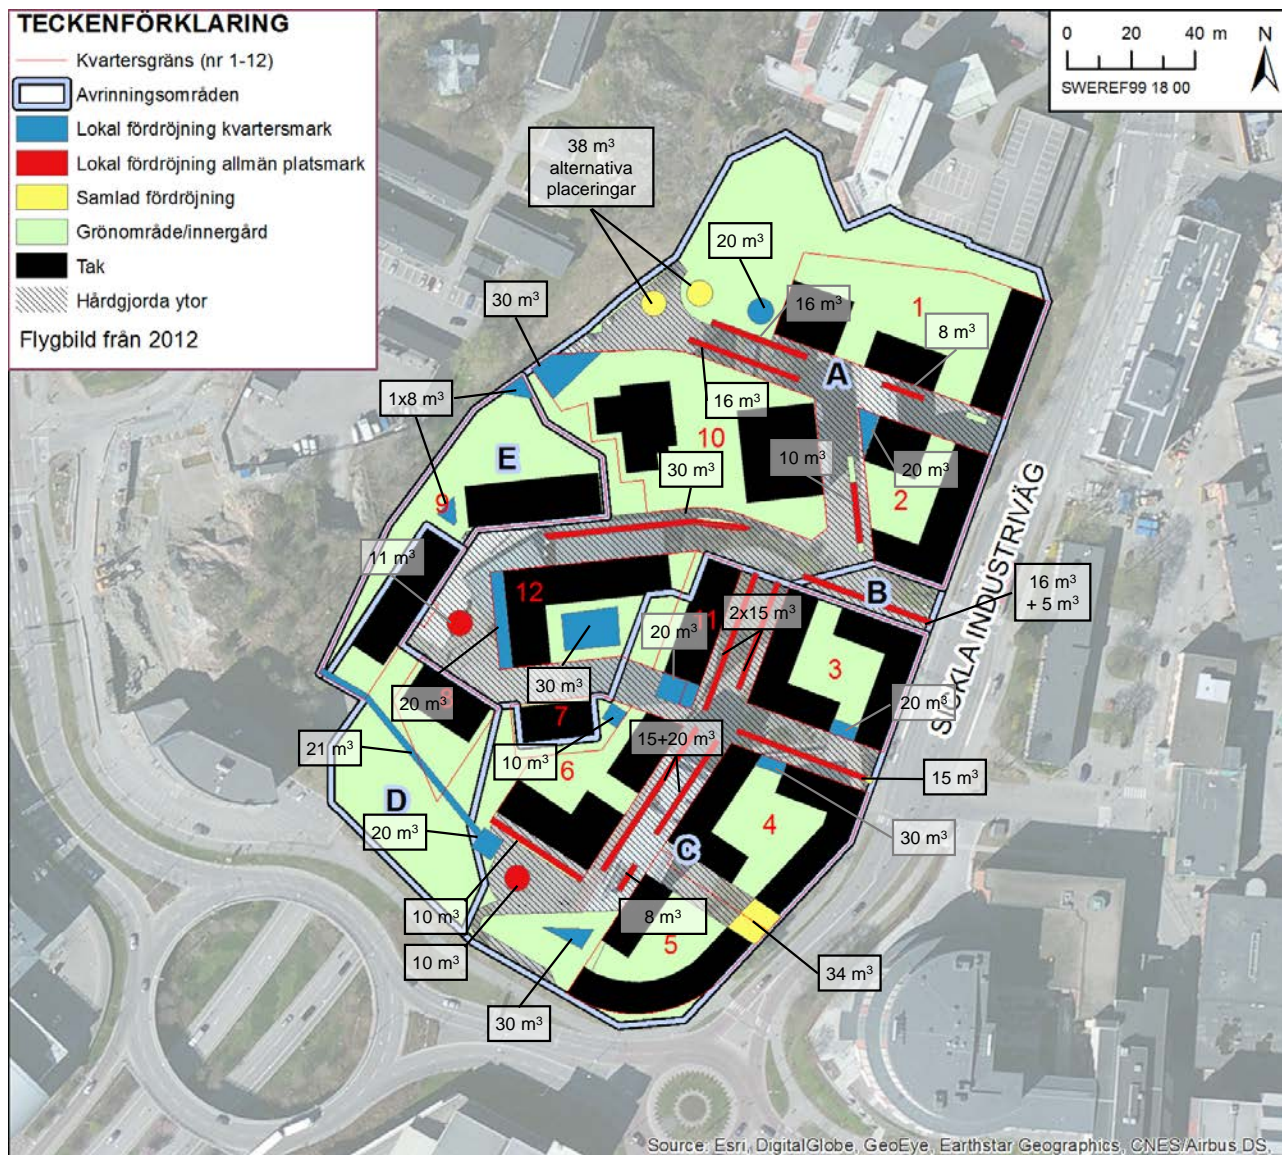 TECKENFÖRKLARING
Kvartersgräns (nr 1-12)
Avrinningsområden
Lokal fördröjning kvartersmark
Lokal fördröjning allmän platsmark
Samlad fördröjning
Grönområde/innergård
Tak
Hårdgjorda ytor
Flygbild från 2012
0 20 40 m
N
SWEREF99 18 00
38 m³
alternativa
placeringar
20 m³
30 m³
16 m³
1
8 m³
A
1x8 m³
16 m³
10
E
30 m³
10 m³
20 m³
9
2
11 m³
12
B
16 m³
+ 5 m³
SICKLA INDUSTRIVÄG
11
2x15 m³
20 m³
3
30 m³
20 m³
8
7
20 m³
21 m³
10 m³
6
15+20 m³
15 m³
D
20 m³
4
C
30 m³
10 m³
8 m³
10 m³
5
34 m³
30 m³
Source: Esri, DigitalGlobe, GeoEye, Earthstar Geographics, CNES/Airbus DS,